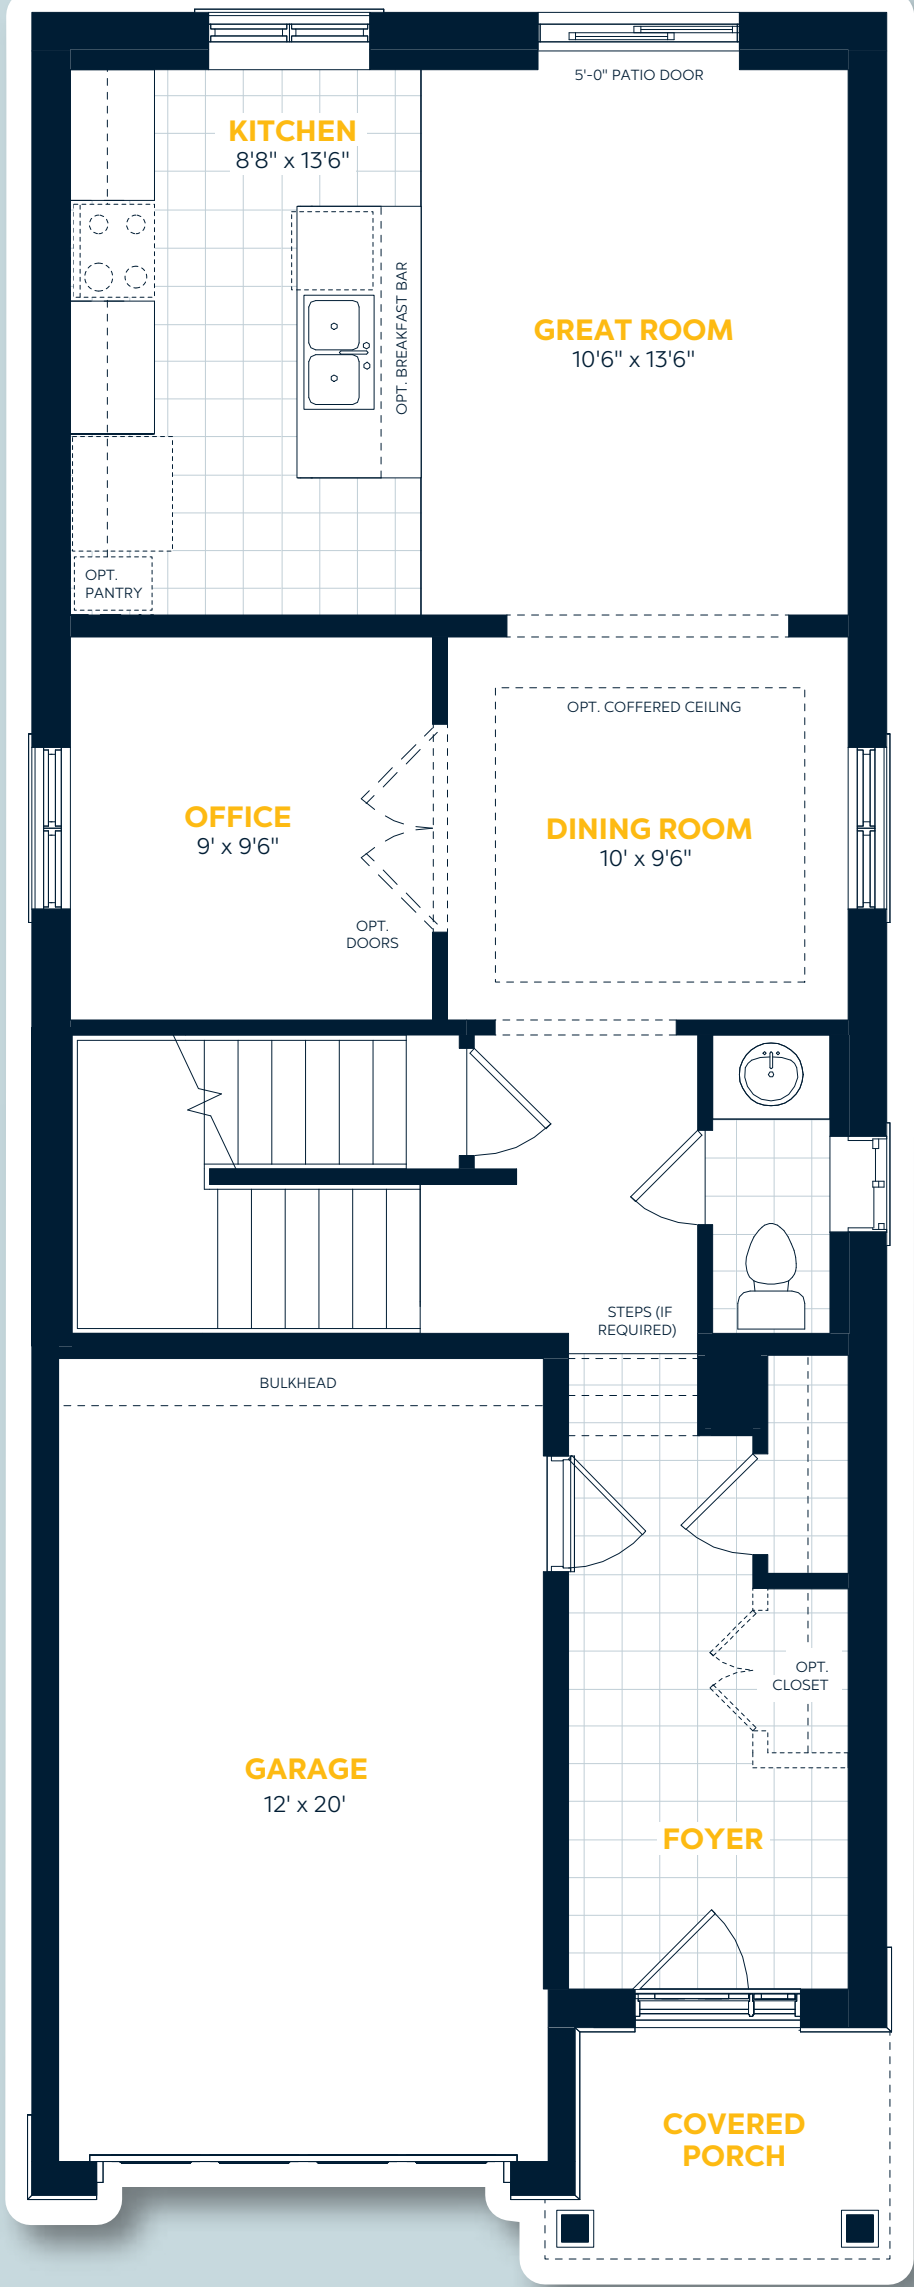 5'-0" PATIO DOOR
KITCHEN
8'8" x 13'6"
OPT. BREAKFAST BAR
GREAT ROOM
10'6" x 13'6"
OPT.
PANTRY
OPT. COFFERED CEILING
OFFICE
9' x 9'6"
DINING ROOM
10' x 9'6"
OPT.
DOORS
STEPS (IF
REQUIRED)
BULKHEAD
OPT.
CLOSET
GARAGE
12' x 20'
FOYER
COVERED
PORCH